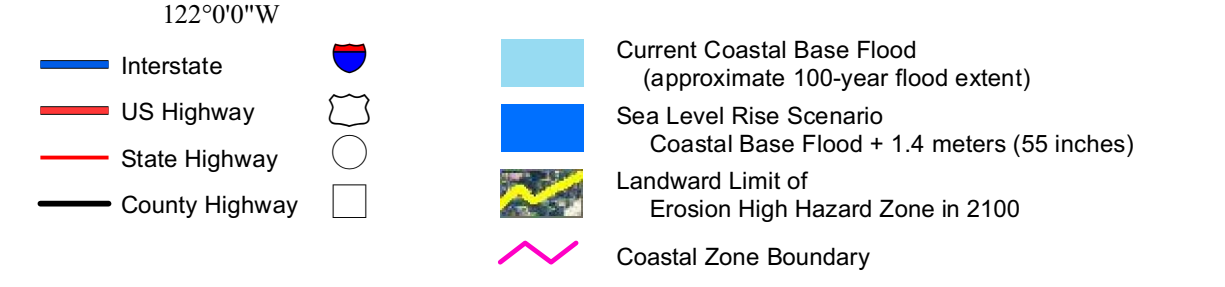 122°0'0"W
Interstate
US Highway
State Highway
County Highway
Current Coastal Base Flood
(approximate 100-year flood extent)
Sea Level Rise Scenario
Coastal Base Flood + 1.4 meters (55 inches)
Landward Limit of
Erosion High Hazard Zone in 2100
Coastal Zone Boundary